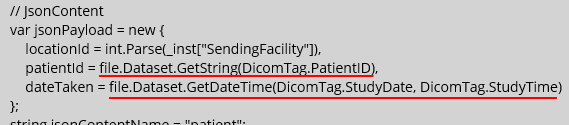 // JsonContent
var jsonPayload = new {
locationId = int.Parse(_inst["SendingFacility"]),
patientId = file.Dataset.GetString(DicomTag.PatientID),
dateTaken = file.Dataset.GetDateTime(DicomTag.StudyDate, DicomTag.StudyTime)
};
string jsonContentName = "patient";